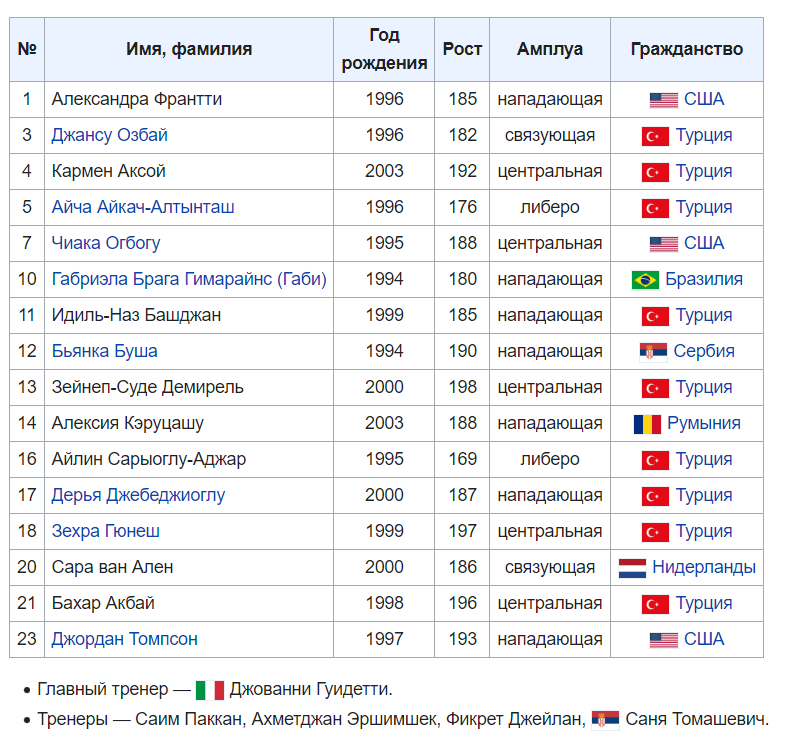 № Имя, фамилия Год рождения Рост Амплуа Гражданство
1 Александра Франтти 1996 185 нападающая США
3 Джансу Озбай 1996 182 связующая Турция
4 Кармен Аксой 2003 192 центральная Турция
5 Айча Айкач-Алтынташ 1996 176 либеро Турция
7 Чиака Огбогу 1995 188 центральная США
10 Габриэла Брага Гимарайнс (Габи) 1994 180 нападающая Бразилия
11 Идиль-Наз Башджан 1999 185 нападающая Турция
12 Бьянка Буша 1994 190 нападающая Сербия
13 Зейнеп-Суде Демирель 2000 198 центральная Турция
14 Алексия Кэруцашу 2003 188 нападающая Румыния
16 Айлин Сарыоглу-Аджар 1995 169 либеро Турция
17 Дерья Джебеджиоглу 2000 187 нападающая Турция
18 Зехра Гюнеш 1999 197 центральная Турция
20 Сара ван Ален 2000 186 связующая Нидерланды
21 Бахар Акбай 1998 196 центральная Турция
23 Джордан Томпсон 1997 193 нападающая США
• Главный тренер — Джованни Гуидетти.
• Тренеры — Саим Паккан, Ахметджан Эршимшек, Фикрет Джейлан, Саня Томашевич.